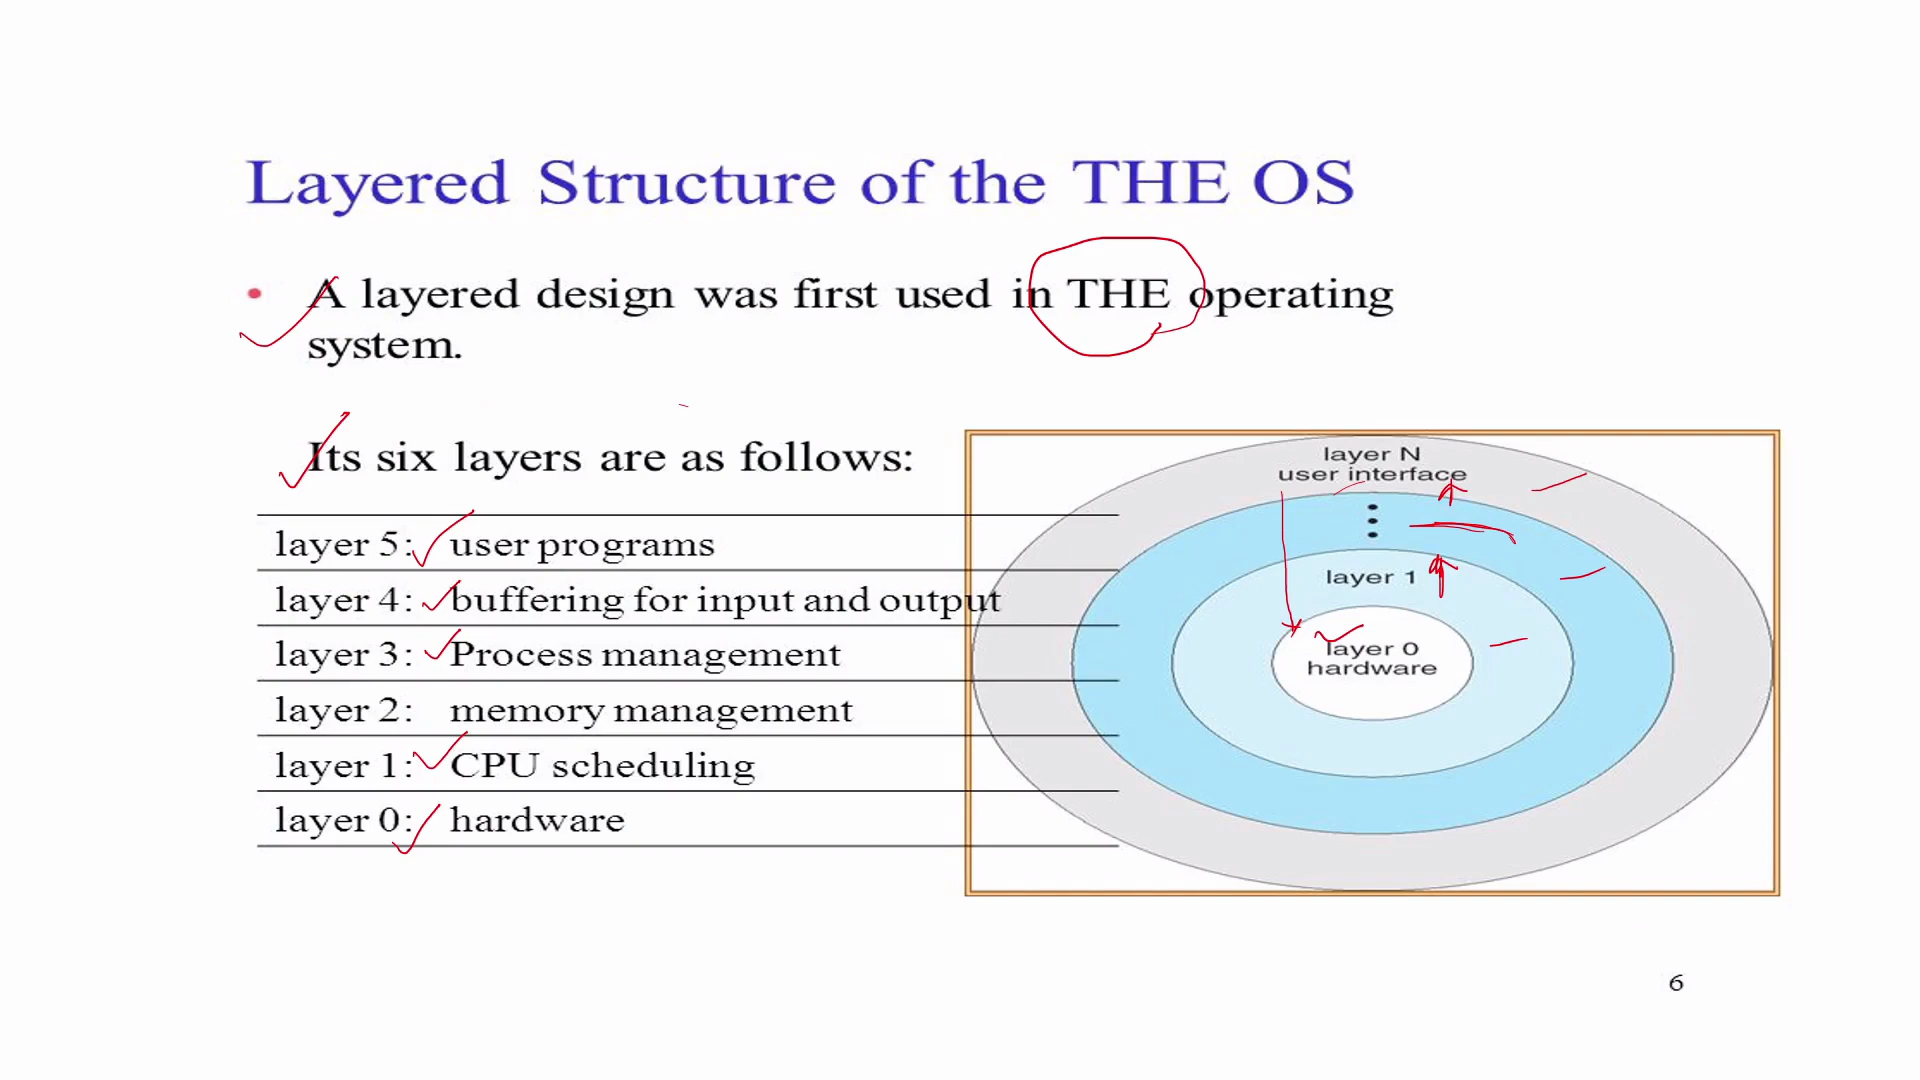 Layered Structure of the THE OS
• A layered design was first used in THE operating
system.
Its six layers are as follows:
layer 5: user programs
layer 4: buffering for input and output
layer 3: Process management
layer 2: memory management
layer 1: CPU scheduling
layer 0: hardware
layer N
user interface
layer 1
layer 0
hardware
6